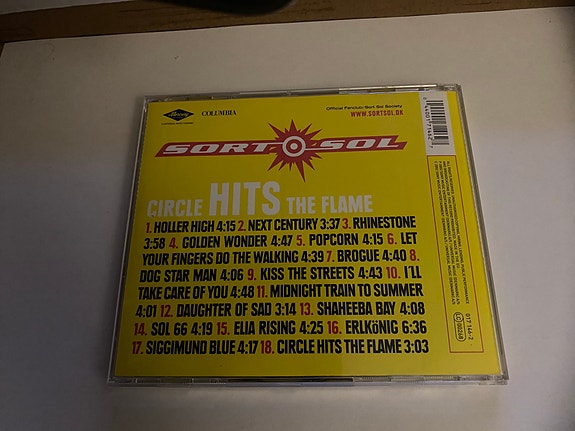 Mercury
COLUMBIA
Official Fanclub-Sort Sol Society
WWW.SORTSOL.DK
SORT SOL
CIRCLE HITS THE FLAME
1. HOLLER HIGH 4:15 2. NEXT CENTURY 3:37 3. RHINESTONE
3:58 4. GOLDEN WONDER 4:47 5. POPCORN 4:15 6. LET
YOUR FINGERS DO THE WALKING 4:39 7. BROGUE 4:40 8.
DOG STAR MAN 4:06 9. KISS THE STREETS 4:43 10. I'LL
TAKE CARE OF YOU 4:48 11. MIDNIGHT TRAIN TO SUMMER
4:01 12. DAUGHTER OF SAD 3:14 13. SHAHEEBA BAY 4:08
14. SOL 66 4:19 15. ELIA RISING 4:25 16. ERLKÖNIG 6:36
17. SIGGIMUND BLUE 4:17 18. CIRCLE HITS THE FLAME 3:03
017 146-2
LC 00268